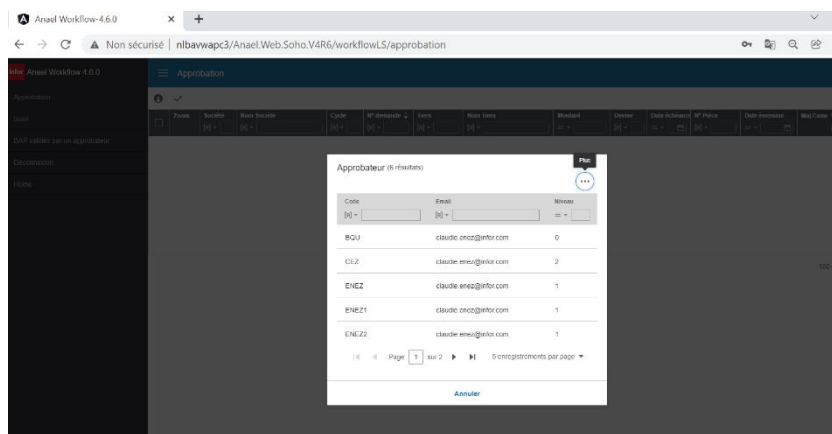 Anael Workflow-4.6.0
Non sécurisé | nlbavwapc3/Anael.Web.Soho.V4R6/workflowLS/approbation
infor Anael Workflow 4.6.0
Approbation
Approbation
Suivi
DAP validés par un approbateur
Décomission
Home
Zoom Société Nom Société Cycle N° demande Tiers Nom Tiers Montant Devise Date échéance N° Pièce Date émission
Plus
Approbateur (6 résultats)
Code Email Niveau
BQU claudie.enez@infor.com 0
CEZ claudie.enez@infor.com 2
ENEZ claudie.enez@infor.com 1
ENEZ1 claudie.enez@infor.com 1
ENEZ2 claudie.enez@infor.com 1
Page 1 sur 2 5 enregistrements par page
Annuler